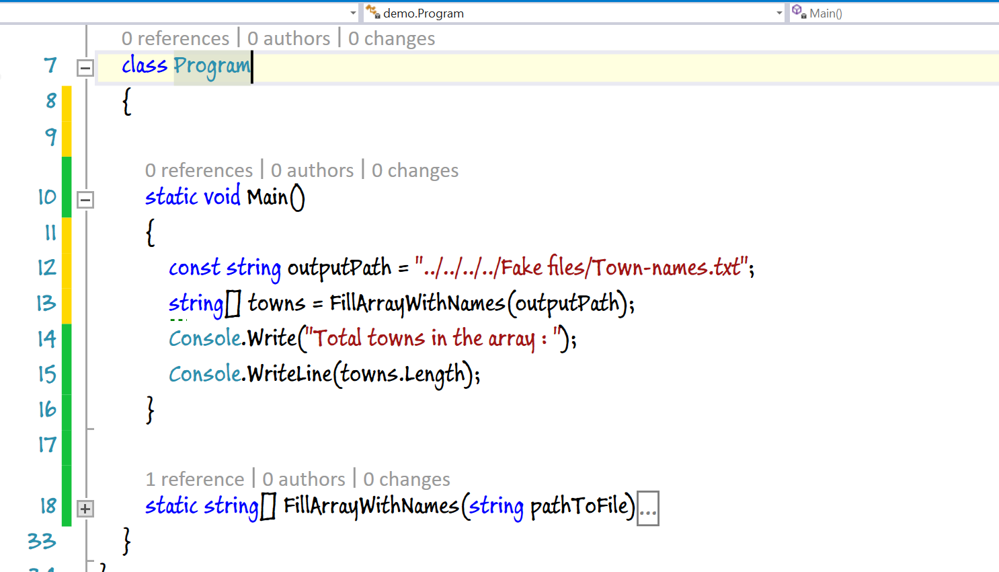 demo.Program Main()
0 references | 0 authors | 0 changes
7 class Program
8 {
9
0 references | 0 authors | 0 changes
10 static void Main()
11 {
12 const string outputPath = "../../../../Fake files/Town-names.txt";
13 string[] towns = FillArrayWithNames(outputPath);
14 Console.Write("Total towns in the array : ");
15 Console.WriteLine(towns.Length);
16 }
17
1 reference | 0 authors | 0 changes
18 static string[] FillArrayWithNames(string pathToFile)...
33 }